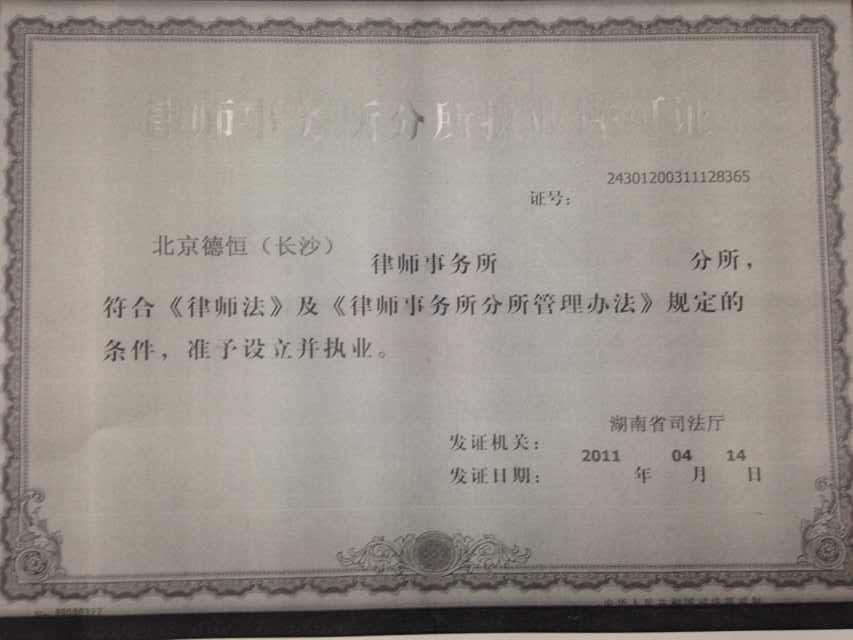 律师事务所分所执业许可证
24301200311128365
证号：
北京德恒（长沙）
律师事务所 分所，
符合《律师法》及《律师事务所分所管理办法》规定的
条件，准予设立并执业。
湖南省司法厅
发证机关：
2011 04 14
发证日期： 年 月 日